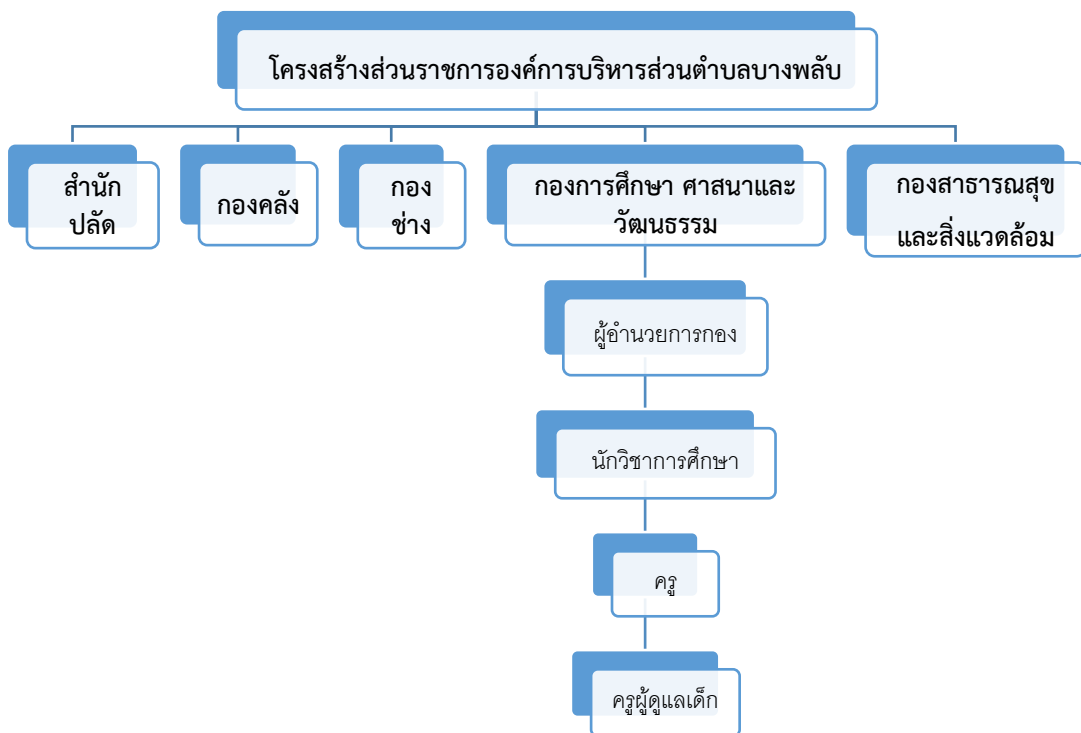 โครงสร้างส่วนราชการองค์การบริหารส่วนตำบลบางพลับ
สำนัก
ปลัด
กองคลัง
กอง
ช่าง
กองการศึกษา ศาสนาและ
วัฒนธรรม
กองสาธารณสุข
และสิ่งแวดล้อม
ผู้อำนวยการกอง
นักวิชาการศึกษา
ครู
ครูผู้ดูแลเด็ก